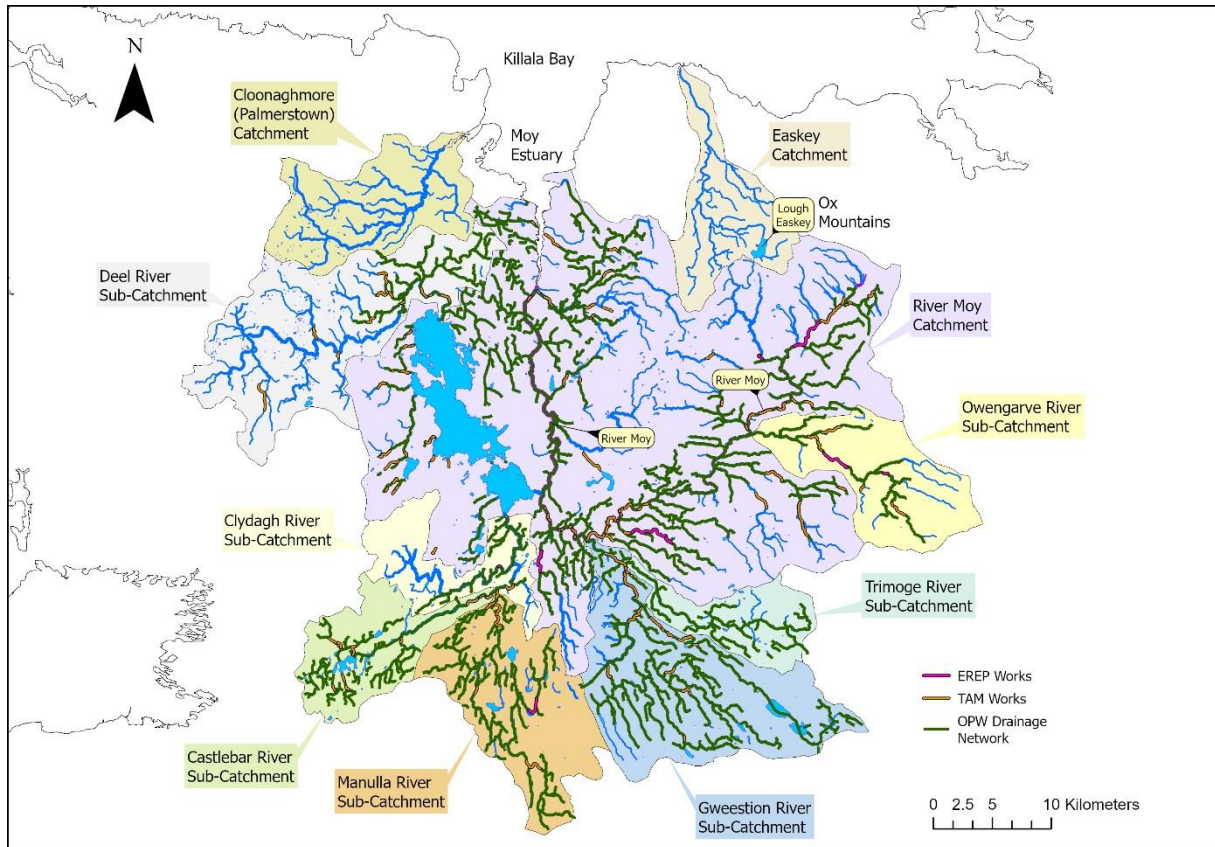 N
Killala Bay
Cloonaghmore
(Palmerstown)
Catchment
Moy
Estuary
Easkey
Catchment
Lough
Easkey
Ox
Mountains
Deel River
Sub-Catchment
River Moy
Catchment
River Moy
River Moy
Owengarve River
Sub-Catchment
Clydagh River
Sub-Catchment
Trimoge River
Sub-Catchment
EREP Works
TAM Works
OPW Drainage
Network
Castlebar River
Sub-Catchment
Manulla River
Sub-Catchment
Gweestion River
Sub-Catchment
0 2.5 5 10 Kilometers